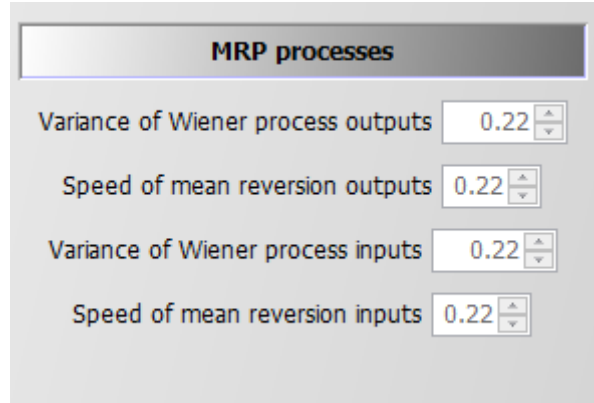 MRP processes
Variance of Wiener process outputs 0.22
Speed of mean reversion outputs 0.22
Variance of Wiener process inputs 0.22
Speed of mean reversion inputs 0.22